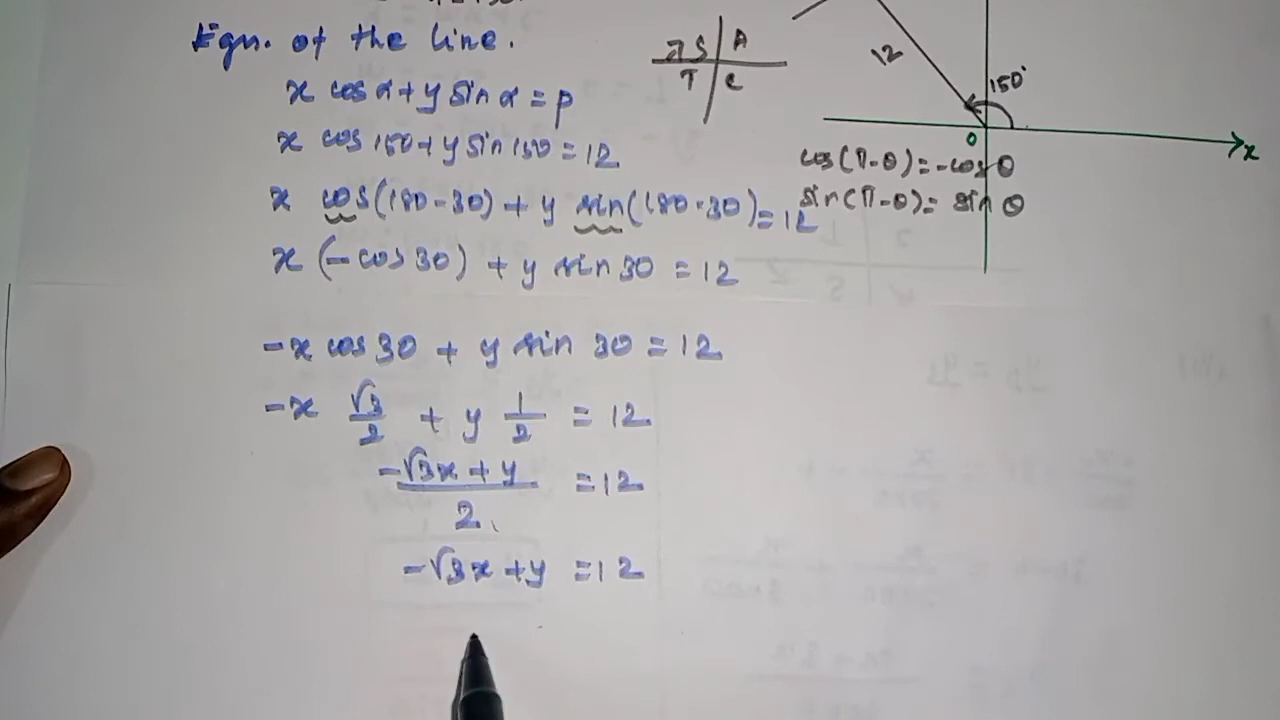 Eqn. of the line.
x cos α + y sin α = p
x cos 150 + y sin 150 = 12
x cos(180-30) + y sin(180-30) = 12
x (-cos 30) + y sin 30 = 12
-x cos 30 + y sin 30 = 12
-x √3/2 + y 1/2 = 12
-√3x + y / 2 = 12
-√3x + y = 12
S A
T C
12
150°
0
x
cos(π-θ) = -cos θ
sin(π-θ) = sin θ